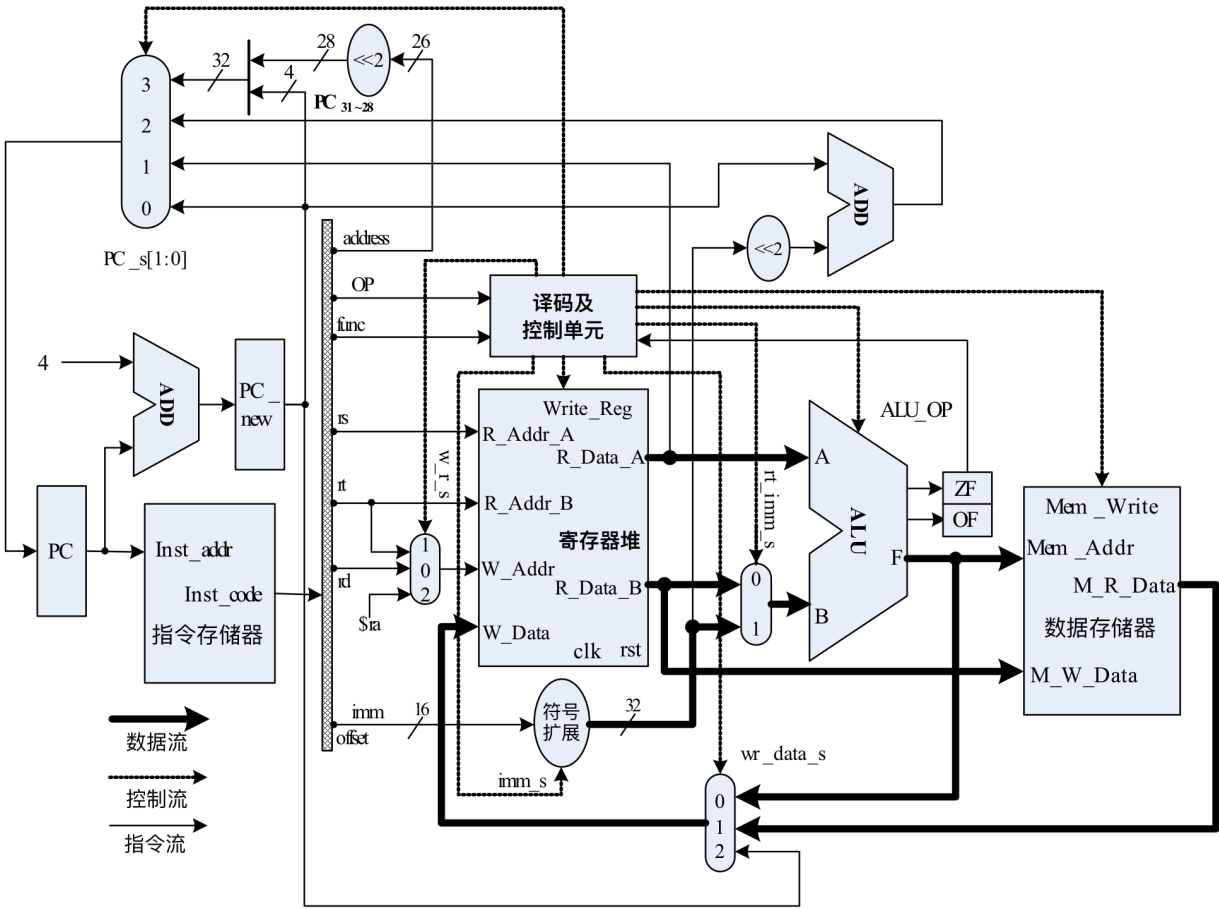 28
26
<<2
32
4
3
PC 31~28
2
1
0
PC_s[1:0]
address
ADD
<<2
OP
译码及
控制单元
func
4
ADD
PC_
new
Write_Reg
ALU_OP
rs
R_Addr_A
R_Data_A
A
w_r_s
rt_imm_s
rt
R_Addr_B
ZF
OF
Mem_Write
PC
Inst_addr
寄存器堆
ALU
F
Mem_Addr
1
0
2
W_Addr
rd
R_Data_B
0
1
M_R_Data
Inst_code
$ra
B
指令存储器
W_Data
数据存储器
clk
rst
M_W_Data
imm
16
符号
扩展
32
offset
数据流
imm_s
wr_data_s
控制流
0
1
2
指令流